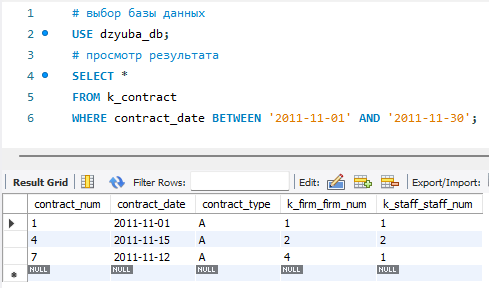 1 # выбор базы данных
2 USE dzyuba_db;
3 # просмотр результата
4 SELECT *
5 FROM k_contract
6 WHERE contract_date BETWEEN '2011-11-01' AND '2011-11-30';
Result Grid Filter Rows: Edit: Export/Import:
contract_num contract_date contract_type k_firm_firm_num k_staff_staff_num
1 2011-11-01 A 1 1
4 2011-11-15 A 2 2
7 2011-11-12 A 4 1
NULL NULL NULL NULL NULL